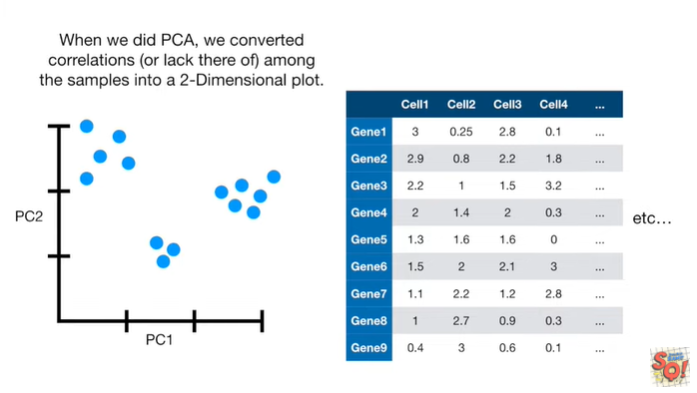 When we did PCA, we converted
correlations (or lack there of) among
the samples into a 2-Dimensional plot.
PC2
PC1
Cell1 Cell2 Cell3 Cell4 ...
Gene1 3 0.25 2.8 0.1 ...
Gene2 2.9 0.8 2.2 1.8 ...
Gene3 2.2 1 1.5 3.2 ...
Gene4 2 1.4 2 0.3 ...
Gene5 1.3 1.6 1.6 0 ...
Gene6 1.5 2 2.1 3 ...
Gene7 1.1 2.2 1.2 2.8 ...
Gene8 1 2.7 0.9 0.3 ...
Gene9 0.4 3 0.6 0.1 ...
etc...
SQ!